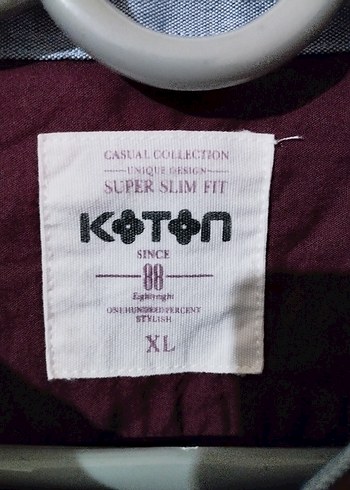 CASUAL COLLECTION
UNIQUE DESIGN
SUPER SLIM FIT
KOTON
SINCE
88
Eightyeight
ONEHUNDREDPERCENT
STYLISH
XL